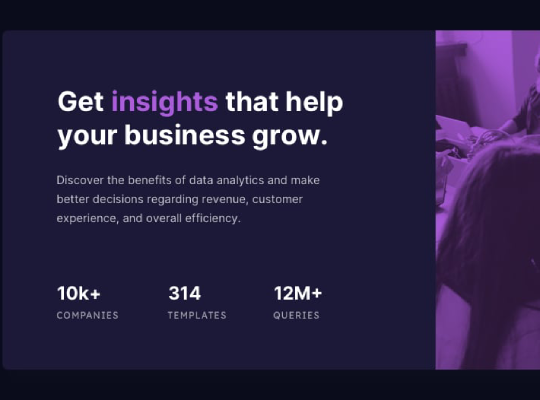 Get insights that help
your business grow.
Discover the benefits of data analytics and make
better decisions regarding revenue, customer
experience, and overall efficiency.
10k+ 314 12M+
COMPANIES TEMPLATES QUERIES